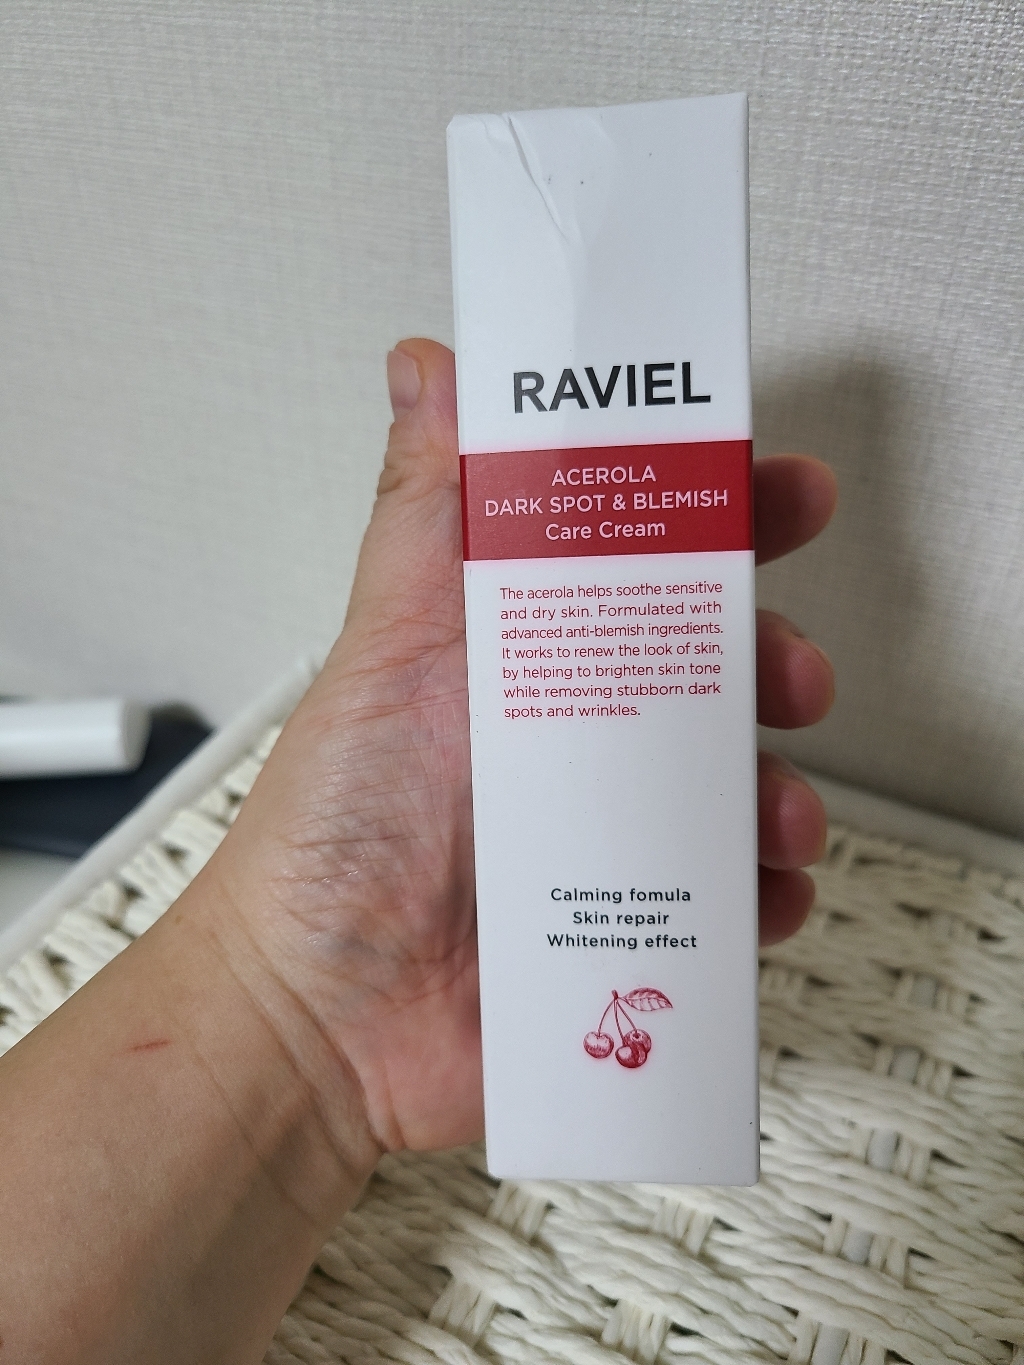 RAVIEL
ACEROLA
DARK SPOT & BLEMISH
Care Cream
The acerola helps soothe sensitive
and dry skin. Formulated with
advanced anti-blemish ingredients.
It works to renew the look of skin,
by helping to brighten skin tone
while removing stubborn dark
spots and wrinkles.
Calming fomula
Skin repair
Whitening effect